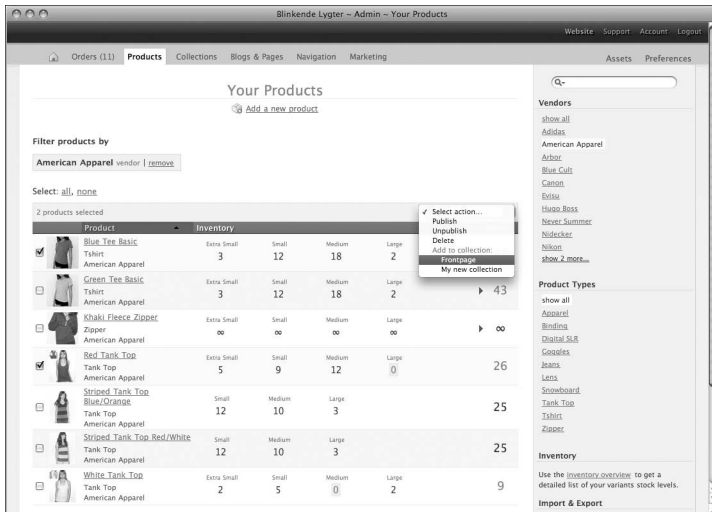 Blinkende Lygter ~ Admin ~ Your Products
Website Support Account Logout
Orders (11) Products Collections Blogs & Pages Navigation Marketing Assets Preferences
Your Products
Add a new product
Filter products by
American Apparel vendor | remove
Select: all, none
2 products selected
✓ Select action...
Publish
Unpublish
Delete
Add to collection:
Frontpage
My new collection
Product Inventory
Blue Tee Basic
Tshirt
American Apparel
Extra Small Small Medium Large
3 12 18 2
Green Tee Basic
Tshirt
American Apparel
Extra Small Small Medium Large
3 12 18 2 43
Khaki Fleece Zipper
Zipper
American Apparel
Extra Small Small Medium Large
∞ ∞ ∞ ∞ ∞
Red Tank Top
Tank Top
American Apparel
Extra Small Small Medium Large
5 9 12 0 26
Striped Tank Top
Blue/Orange
Tank Top
American Apparel
Small Medium Large
12 10 3 25
Striped Tank Top Red/White
Tank Top
American Apparel
Small Medium Large
12 10 3 25
White Tank Top
Tank Top
American Apparel
Extra Small Small Medium Large
2 5 0 2 9
Vendors
show all
Adidas
American Apparel
Arbor
Blue Cult
Canon
Evisu
Hugo Boss
Never Summer
Nidecker
Nikon
show 2 more...
Product Types
show all
Apparel
Binding
Digital SLR
Goggles
Jeans
Lens
Snowboard
Tank Top
Tshirt
Zipper
Inventory
Use the inventory overview to get a
detailed list of your variants stock levels.
Import & Export